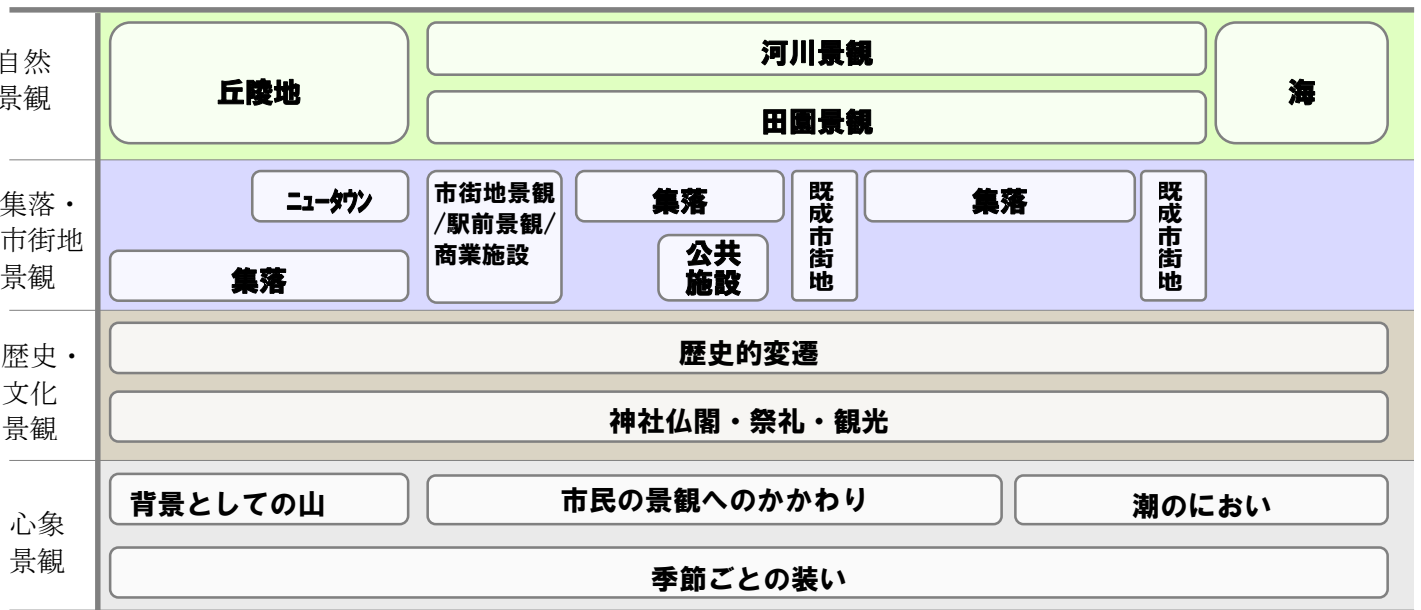 自然
景観
丘陵地
河川景観
田園景観
海
集落・
市街地
景観
ニュータウン
集落
市街地景観
/駅前景観/
商業施設
集落
公共
施設
既成市街地
集落
既成市街地
歴史・
文化
景観
歴史的変遷
神社仏閣・祭礼・観光
心象
景観
背景としての山
市民の景観へのかかわり
潮のにおい
季節ごとの装い